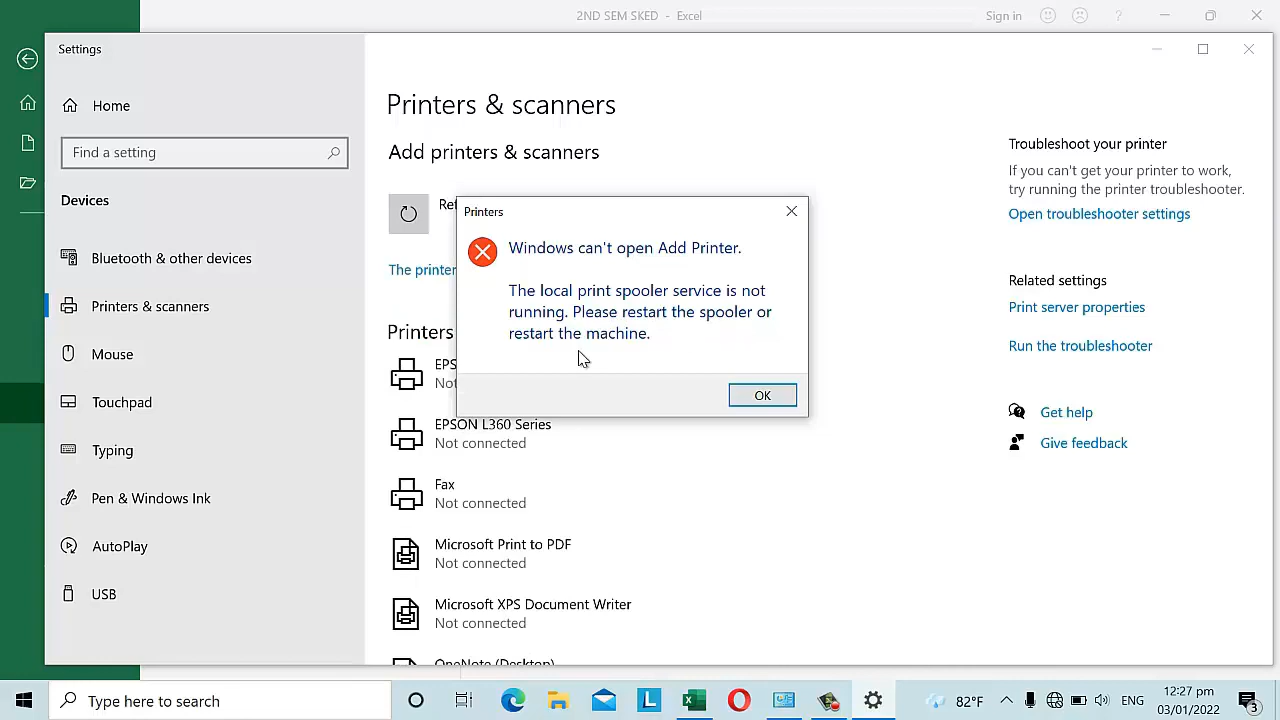 2ND SEM SKED - Excel
Sign in
?
Settings
Home
Find a setting
Devices
Bluetooth & other devices
Printers & scanners
Mouse
Touchpad
Typing
Pen & Windows Ink
AutoPlay
USB
Printers & scanners
Add printers & scanners
The printer
Printers
Not connected
EPSON L360 Series
Not connected
Fax
Not connected
Microsoft Print to PDF
Not connected
Microsoft XPS Document Writer
Not connected
OneNote (Desktop)
Printers
Windows can't open Add Printer.
The local print spooler service is not
running. Please restart the spooler or
restart the machine.
OK
Troubleshoot your printer
If you can't get your printer to work,
try running the printer troubleshooter.
Open troubleshooter settings
Related settings
Print server properties
Run the troubleshooter
Get help
Give feedback
Type here to search
L
82°F
ENG
12:27 pm
03/01/2022
3